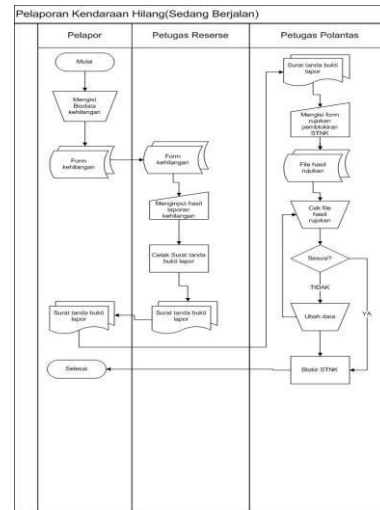 Pelaporan Kendaraan Hilang(Sedang Berjalan)
Pelapor
Petugas Reserse
Petugas Polantas
Mulai
Mengisi
Biodata
kehilangan
Form
kehilangan
Form
kehilangan
Menginput hasil
laporan
kehilangan
Cetak Surat tanda
bukti lapor
Surat tanda bukti
lapor
Surat tanda bukti
lapor
Surat tanda bukti
lapor
Mengisi form
rujukan
pemblokiran
STNK
File hasil
rujukan
Cek file
hasil
rujukan
Sesuai?
TIDAK
YA
Ubah data
Blokir STNK
Selesai